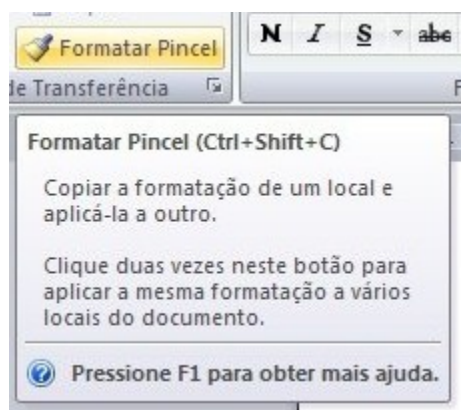 Formatar Pincel
N I S abc
de Transferência
Formatar Pincel (Ctrl+Shift+C)
Copiar a formatação de um local e
aplicá-la a outro.
Clique duas vezes neste botão para
aplicar a mesma formatação a vários
locais do documento.
Pressione F1 para obter mais ajuda.